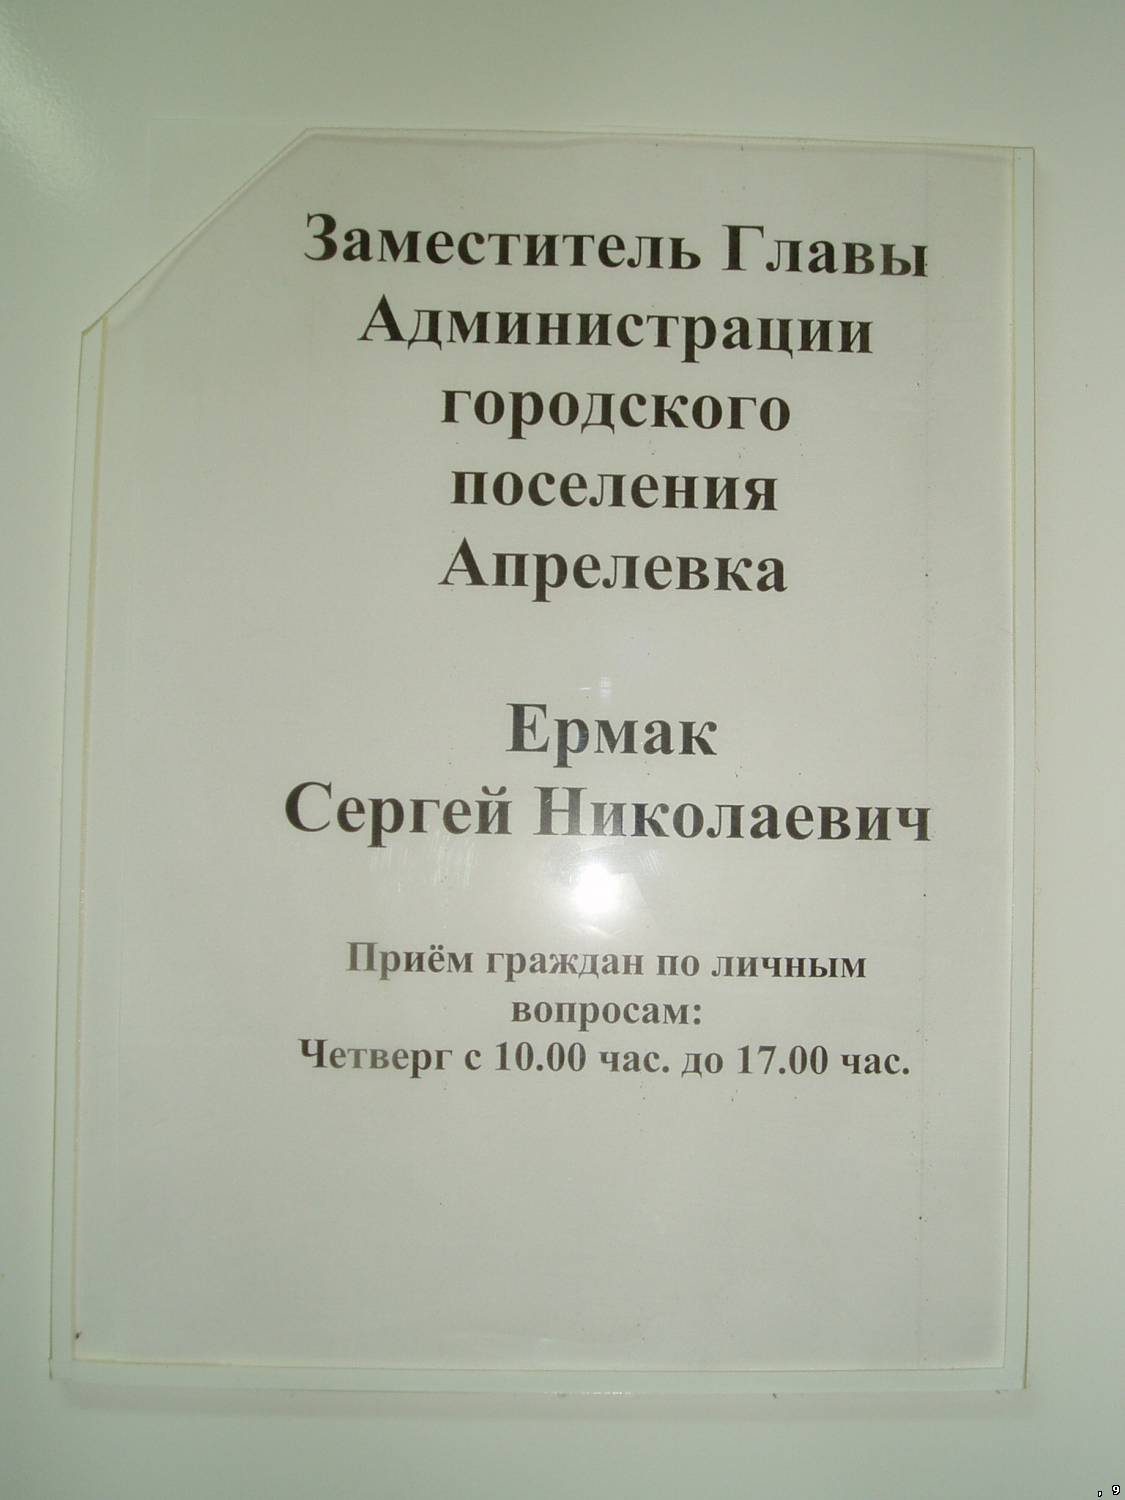 Заместитель Главы
Администрации
городского
поселения
Апрелевка
Ермак
Сергей Николаевич
Приём граждан по личным
вопросам:
Четверг с 10.00 час. до 17.00 час.
, 9